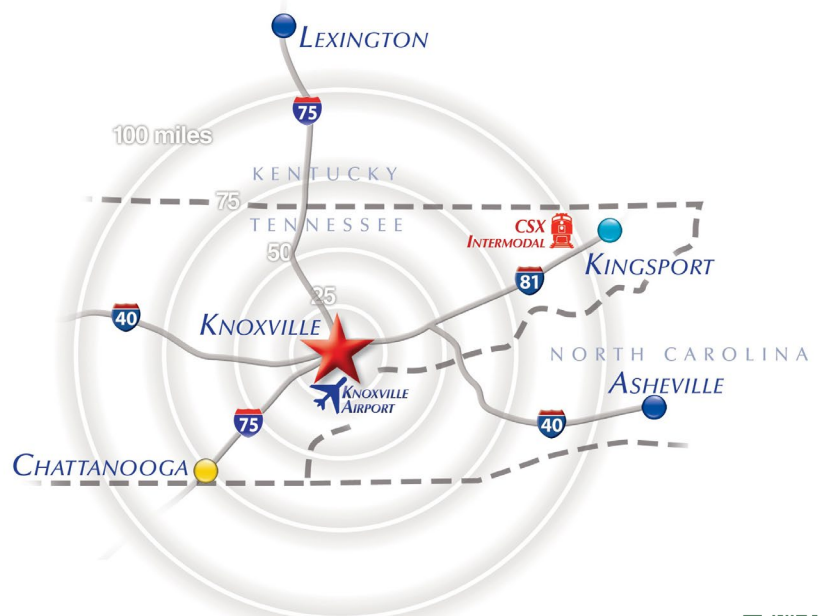 LEXINGTON
75
100 miles
KENTUCKY
75
TENNESSEE
CSX
INTERMODAL
50
KINGSPORT
81
25
40
KNOXVILLE
NORTH CAROLINA
ASHEVILLE
KNOXVILLE
AIRPORT
75
40
CHATTANOOGA